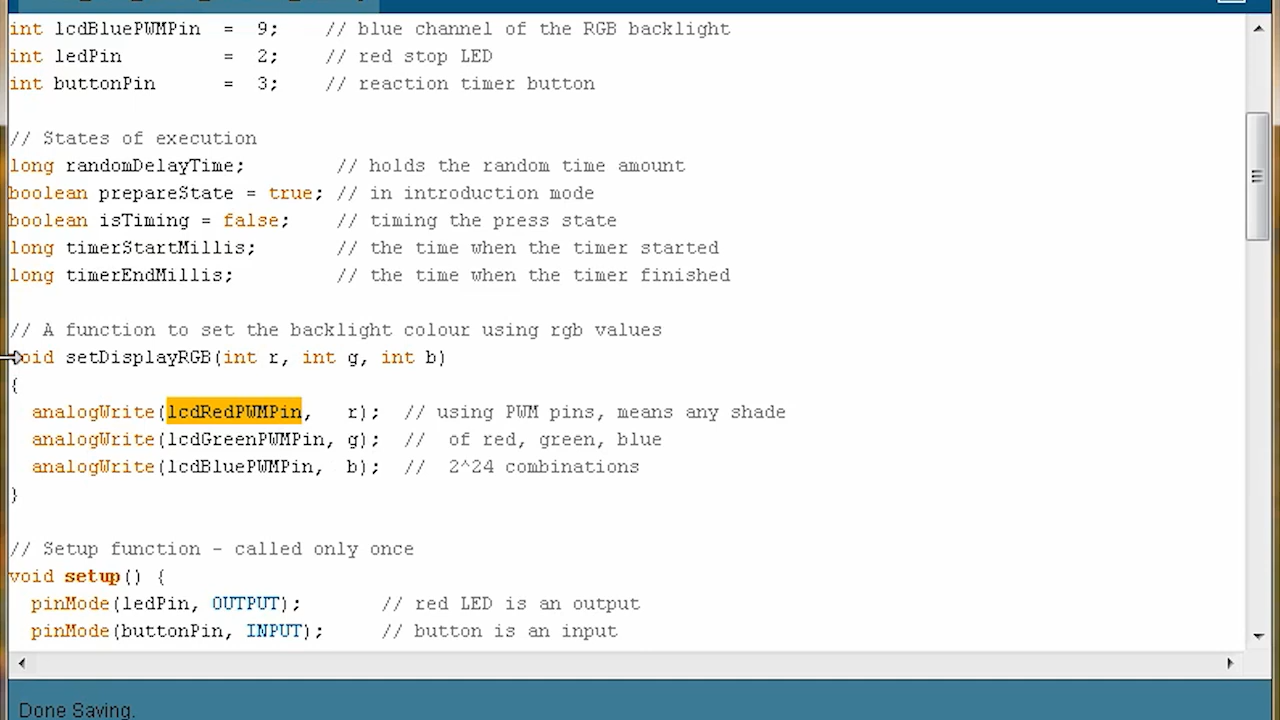 int lcdBluePWMPin  =  9;    // blue channel of the RGB backlight
int ledPin         =  2;    // red stop LED
int buttonPin      =  3;    // reaction timer button
// States of execution
long randomDelayTime;        // holds the random time amount
boolean prepareState = true; // in introduction mode
boolean isTiming = false;    // timing the press state
long timerStartMillis;       // the time when the timer started
long timerEndMillis;         // the time when the timer finished
// A function to set the backlight colour using rgb values
void setDisplayRGB(int r, int g, int b)
{
  analogWrite(lcdRedPWMPin,   r);  // using PWM pins, means any shade
  analogWrite(lcdGreenPWMPin, g);  //  of red, green, blue
  analogWrite(lcdBluePWMPin,  b);  //  2^24 combinations
}
// Setup function - called only once
void setup() {
  pinMode(ledPin, OUTPUT);       // red LED is an output
  pinMode(buttonPin, INPUT);     // button is an input
Done Saving.